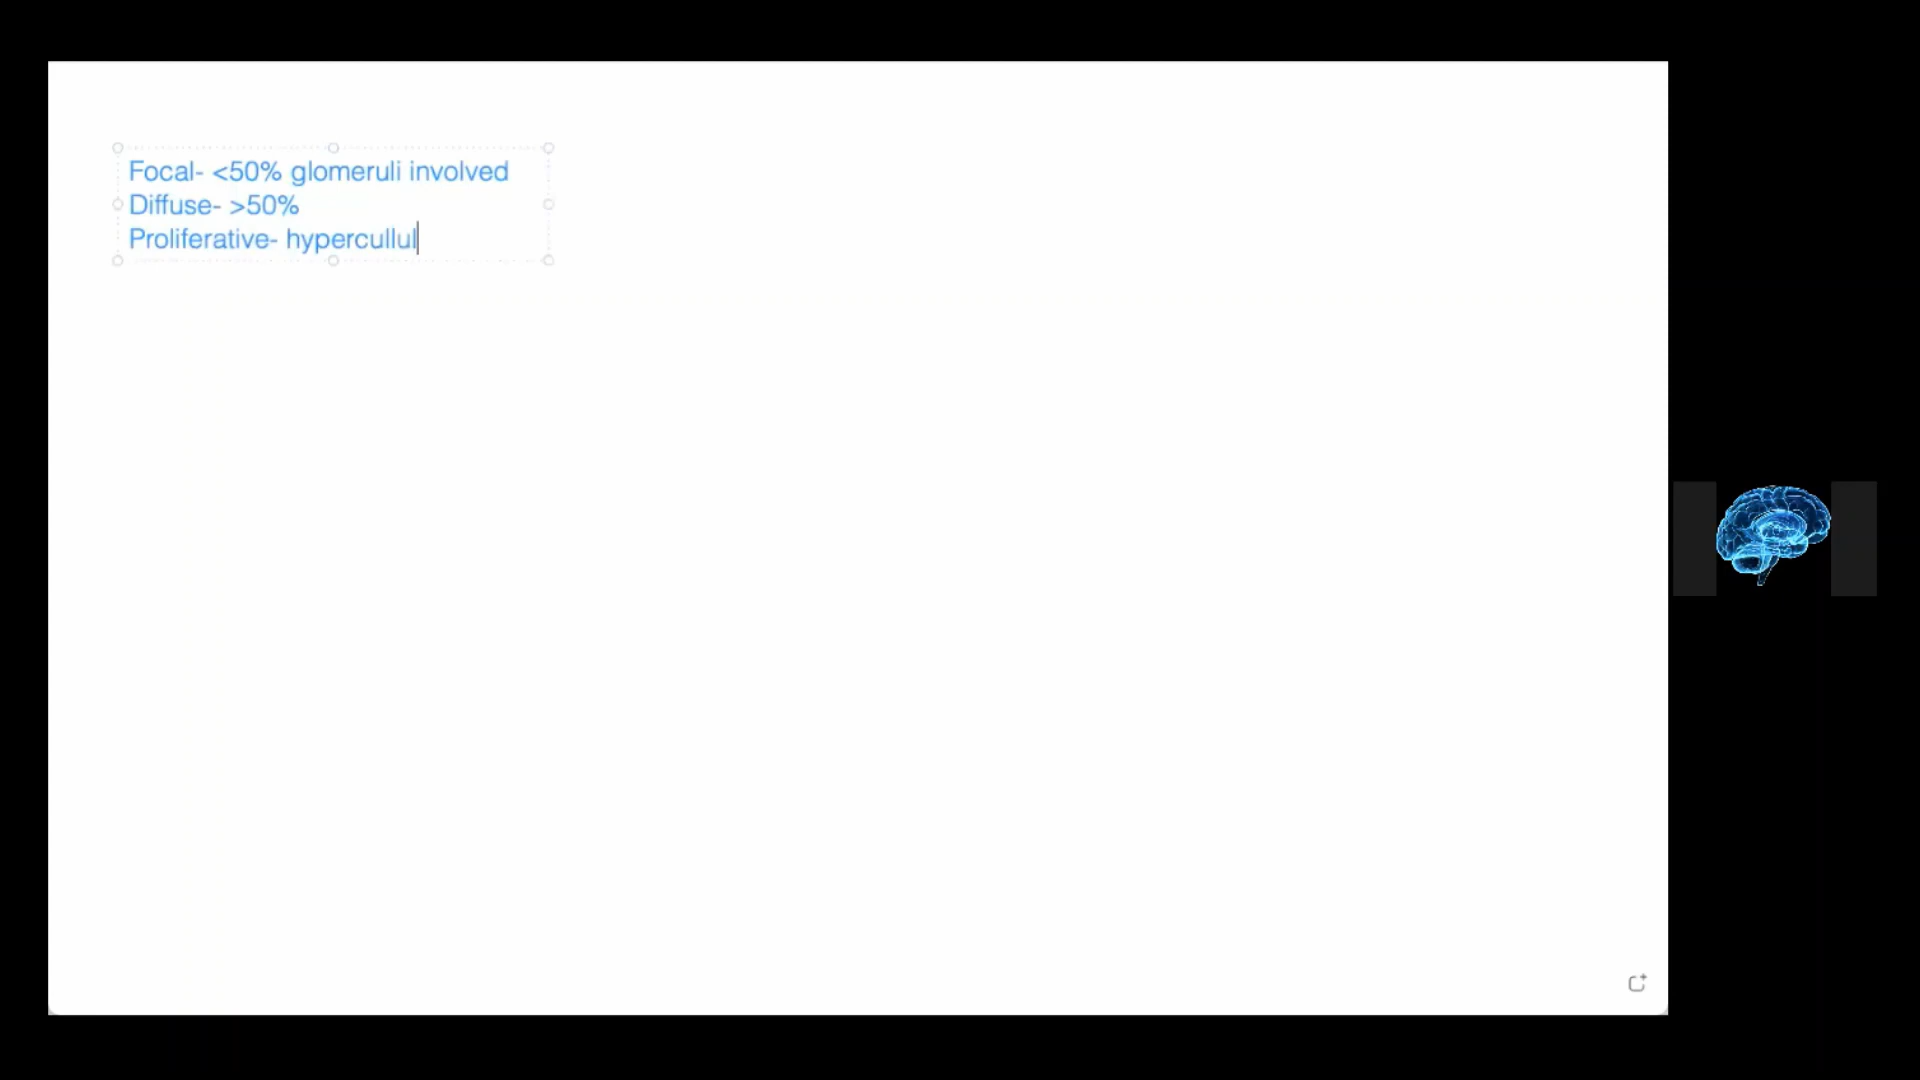 Focal- <50% glomeruli involved
Diffuse- >50%
Proliferative- hypercullul